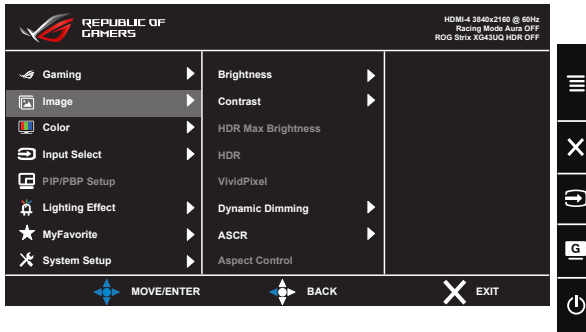 REPUBLIC OF
GAMERS
HDMI-4 3840x2160 @ 60Hz
Racing Mode Aura OFF
ROG Strix XG43UQ HDR OFF
Gaming
Image
Color
Input Select
PIP/PBP Setup
Lighting Effect
MyFavorite
System Setup
Brightness
Contrast
HDR Max Brightness
HDR
VividPixel
Dynamic Dimming
ASCR
Aspect Control
MOVE/ENTER
BACK
EXIT
G